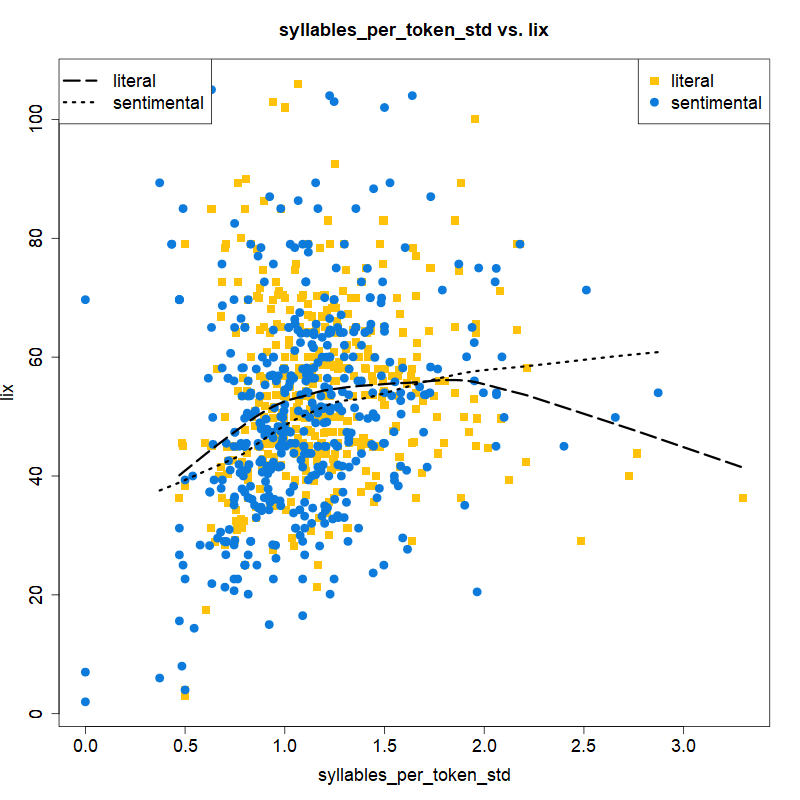 syllables_per_token_std vs. lix
literal
sentimental
literal
sentimental
lix
0
20
40
60
80
100
0.0
0.5
1.0
1.5
2.0
2.5
3.0
syllables_per_token_std